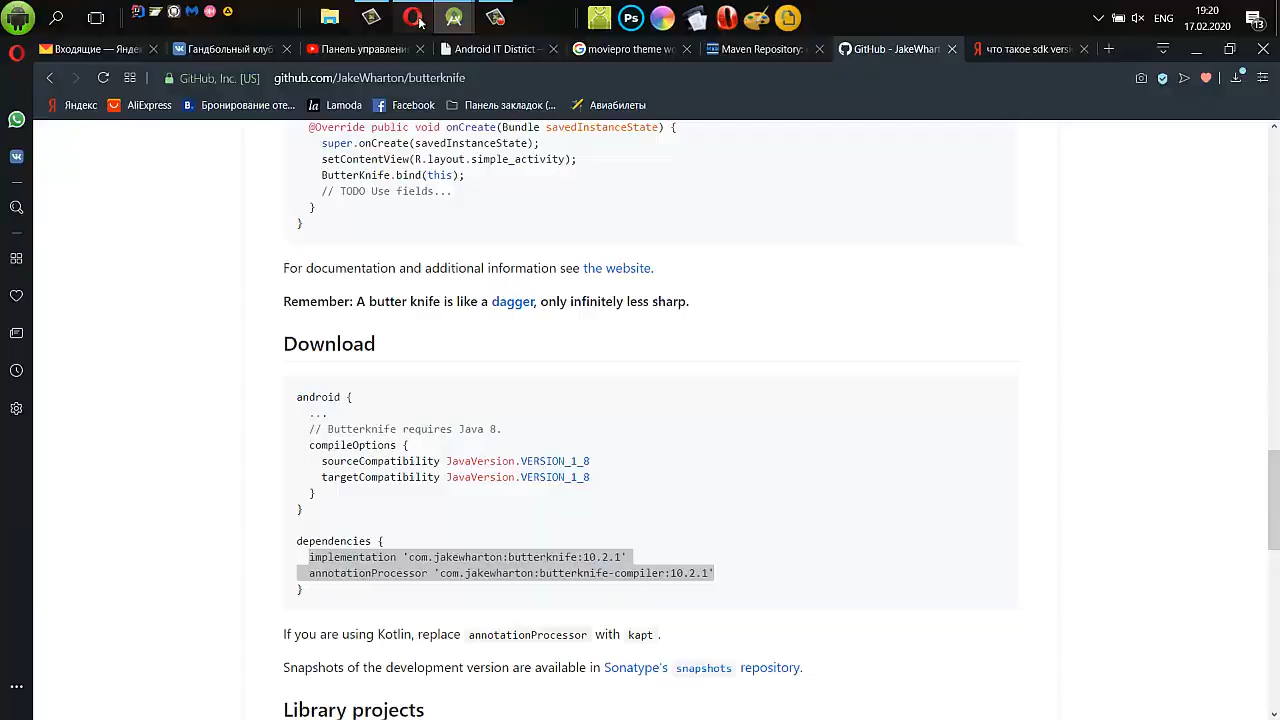 19:20
ENG
17.02.2020
13
Входящие — Янде
Гандбольный клуб
Панель управлени
Android IT District –
moviepro theme wo
Maven Repository:
GitHub - JakeWhart
что такое sdk versi
GitHub, Inc. [US]
github.com/JakeWharton/butterknife
Яндекс
AliExpress
Бронирование оте...
Lamoda
Facebook
Панель закладок (...
Авиабилеты
@Override public void onCreate(Bundle savedInstanceState) {
super.onCreate(savedInstanceState);
setContentView(R.layout.simple_activity);
ButterKnife.bind(this);
// TODO Use fields...
}
}
For documentation and additional information see the website.
Remember: A butter knife is like a dagger, only infinitely less sharp.
Download
android {
...
// Butterknife requires Java 8.
compileOptions {
sourceCompatibility JavaVersion.VERSION_1_8
targetCompatibility JavaVersion.VERSION_1_8
}
}
dependencies {
implementation 'com.jakewharton:butterknife:10.2.1'
annotationProcessor 'com.jakewharton:butterknife-compiler:10.2.1'
}
If you are using Kotlin, replace annotationProcessor with kapt .
Snapshots of the development version are available in Sonatype's snapshots repository.
Library projects